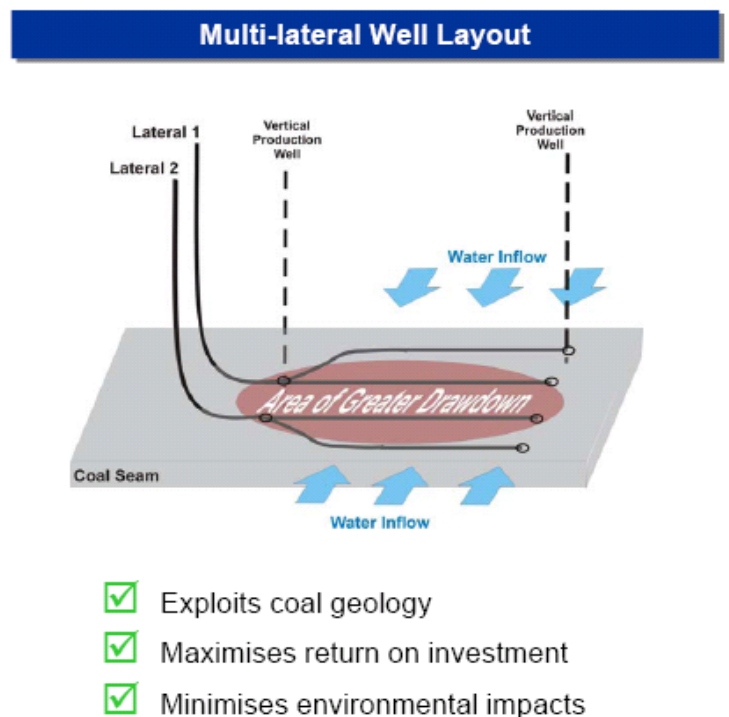 Multi-lateral Well Layout
Lateral 1
Vertical
Production
Well
Vertical
Production
Well
Lateral 2
Water Inflow
Area of Greater Drawdown
Coal Seam
Water Inflow
Exploits coal geology
Maximises return on investment
Minimises environmental impacts